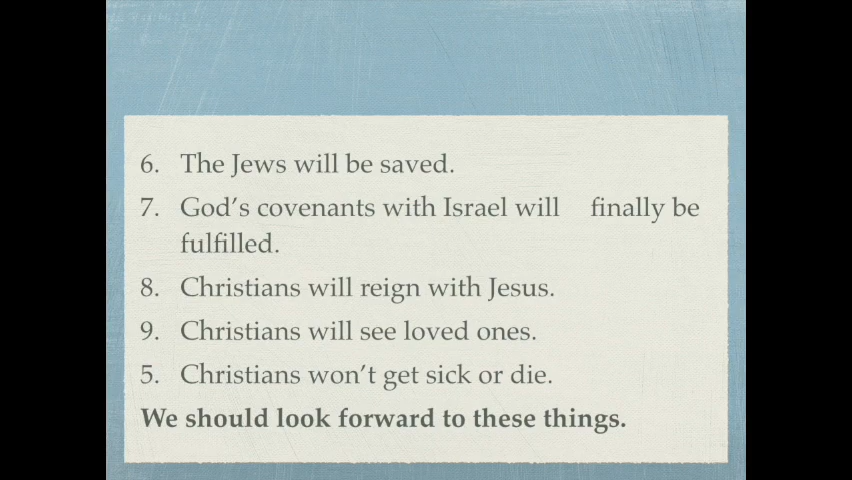 6. The Jews will be saved.
7. God's covenants with Israel will finally be
fulfilled.
8. Christians will reign with Jesus.
9. Christians will see loved ones.
5. Christians won't get sick or die.
We should look forward to these things.